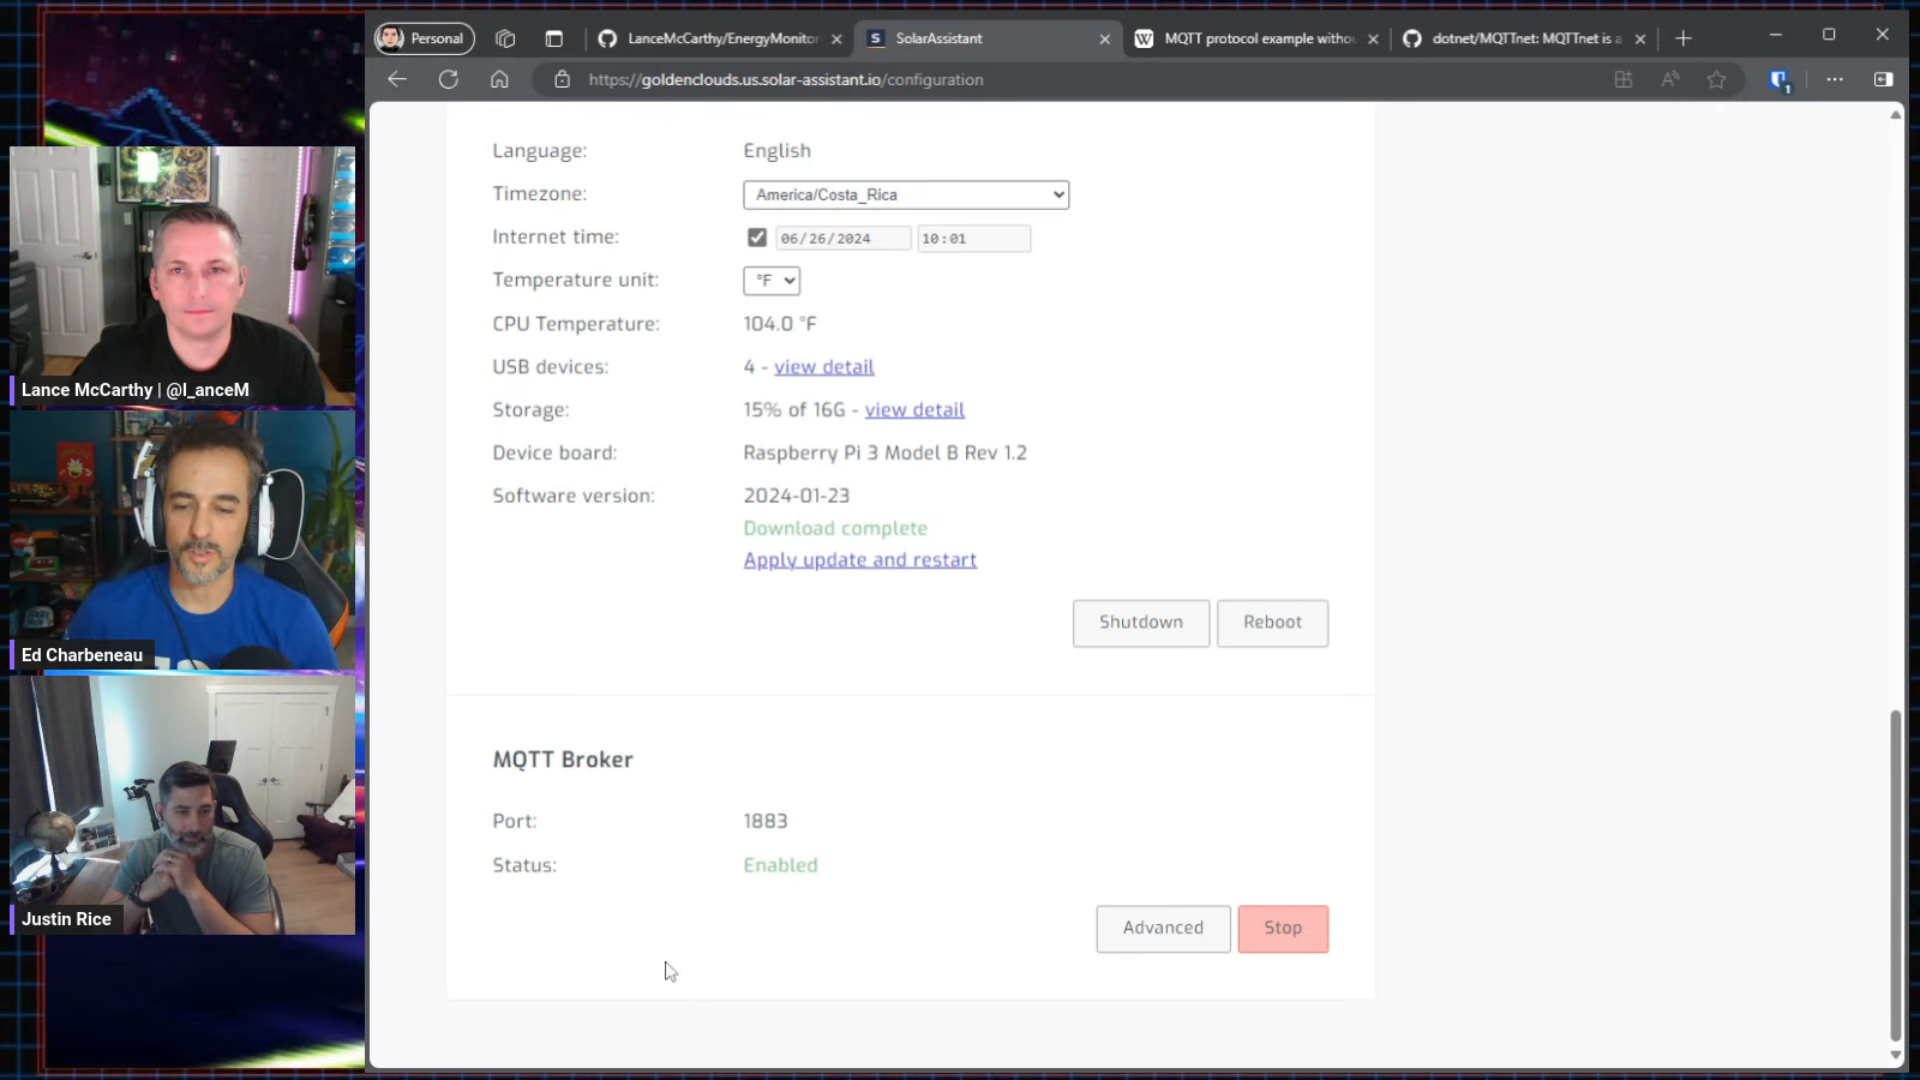 Personal
LanceMcCarthy/EnergyMonitor
SolarAssistant
MQTT protocol example witho
dotnet/MQTTnet: MQTTnet is a
https://goldenclouds.us.solar-assistant.io/configuration
1
Language: English
Timezone: America/Costa_Rica
Internet time: 06/26/2024 10:01
Temperature unit: °F
CPU Temperature: 104.0 °F
USB devices: 4 - view detail
Storage: 15% of 16G - view detail
Device board: Raspberry Pi 3 Model B Rev 1.2
Software version: 2024-01-23
Download complete
Apply update and restart
Shutdown Reboot
MQTT Broker
Port: 1883
Status: Enabled
Advanced Stop
Lance McCarthy | @l_anceM
Ed Charbeneau
Justin Rice